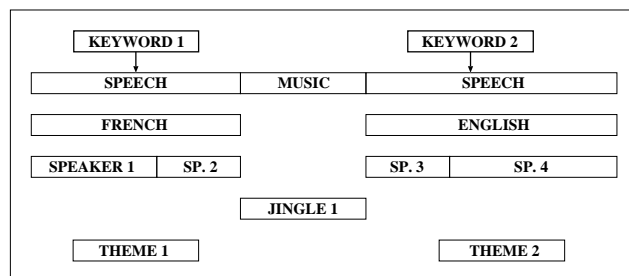 KEYWORD 1 KEYWORD 2
SPEECH MUSIC SPEECH
FRENCH ENGLISH
SPEAKER 1 SP. 2 SP. 3 SP. 4
JINGLE 1
THEME 1 THEME 2